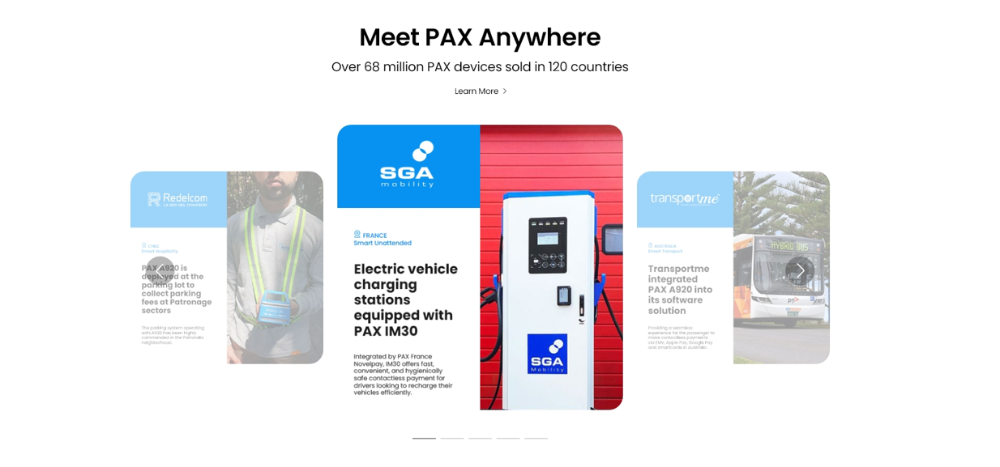 Meet PAX Anywhere
Over 68 million PAX devices sold in 120 countries
Learn More
Redelcom
LA RED DEL COMERCIO
CHILE
Smart Hospitality
PAX A920 is
deployed at the
parking lot to
collect parking
fees at Patronage
sectors
The parking system operating
with A920 has been highly
commended in the Patronato
neighborhood.
SGA
mobility
FRANCE
Smart Unattended
Electric vehicle
charging
stations
equipped with
PAX IM30
Integrated by PAX France
Novelpay, IM30 offers fast,
convenient, and hygienically
safe contactless payment for
drivers looking to recharge their
vehicles efficiently.
SGA
Mobility
transportme
AUSTRALIA
Smart Transport
Transportme
integrated
PAX A920 into
its software
solution
Providing a seamless
experience for the passenger to
make contactless payments
via EMV, Apple Pay, Google Pay
and smartcards in Australia.
HYBRID BUS
PT